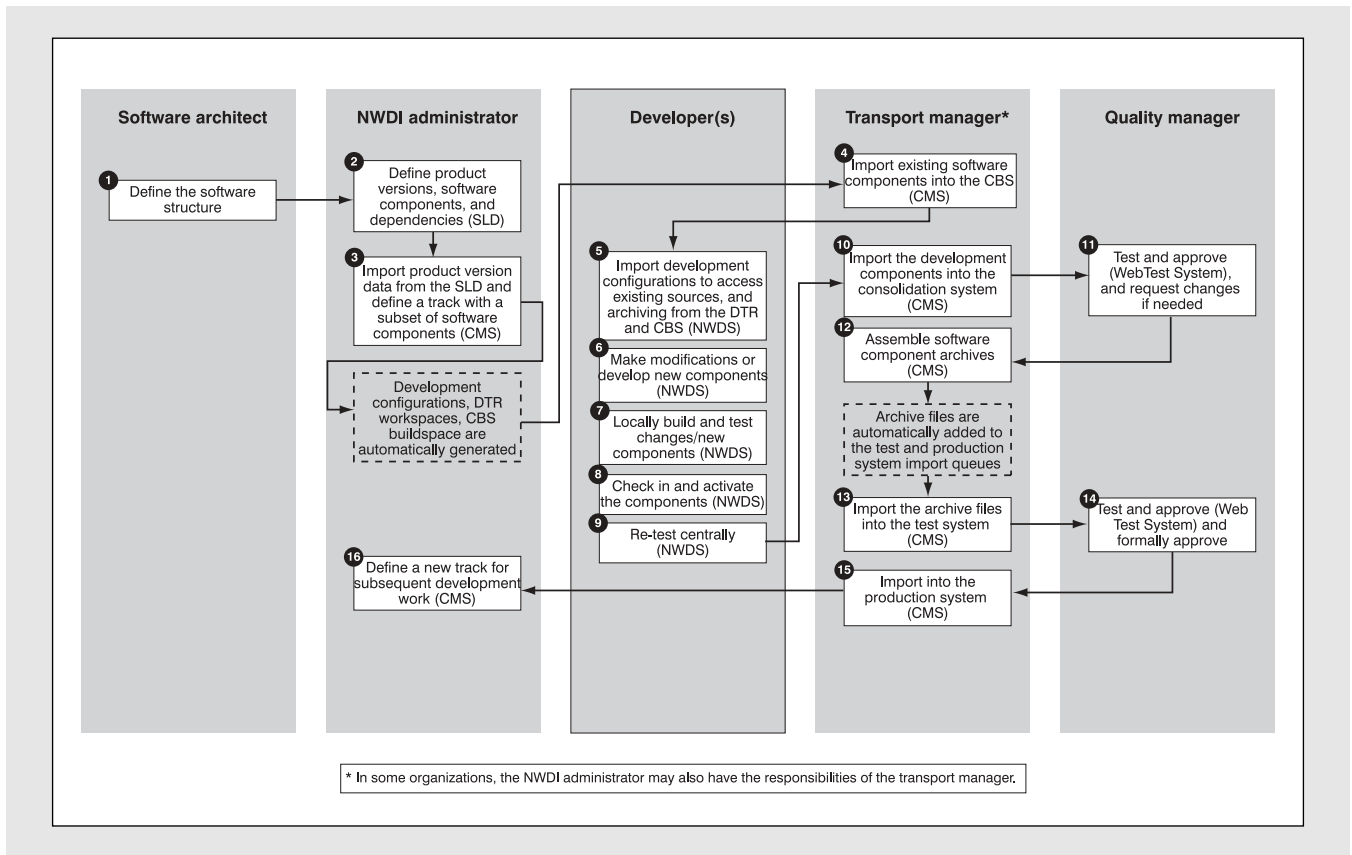 Software architect
NWDI administrator
Developer(s)
Transport manager*
Quality manager
1
Define the software
structure
2
Define product
versions, software
components, and
dependencies (SLD)
3
Import product version
data from the SLD and
define a track with a
subset of software
components (CMS)
Development
configurations, DTR
workspaces, CBS
buildspace are
automatically generated
4
Import existing software
components into the CBS
(CMS)
5
Import development
configurations to access
existing sources, and
archiving from the DTR
and CBS (NWDS)
6
Make modifications or
develop new components
(NWDS)
7
Locally build and test
changes/new
components (NWDS)
8
Check in and activate
the components (NWDS)
9
Re-test centrally
(NWDS)
10
Import the development
components into the
consolidation system
(CMS)
11
Test and approve
(WebTest System),
and request changes
if needed
12
Assemble software
component archives
(CMS)
Archive files are
automatically added to
the test and production
system import queues
13
Import the archive files
into the test system
(CMS)
14
Test and approve (Web
Test System) and
formally approve
15
Import into the
production system
(CMS)
16
Define a new track for
subsequent development
work (CMS)
* In some organizations, the NWDI administrator may also have the responsibilities of the transport manager.